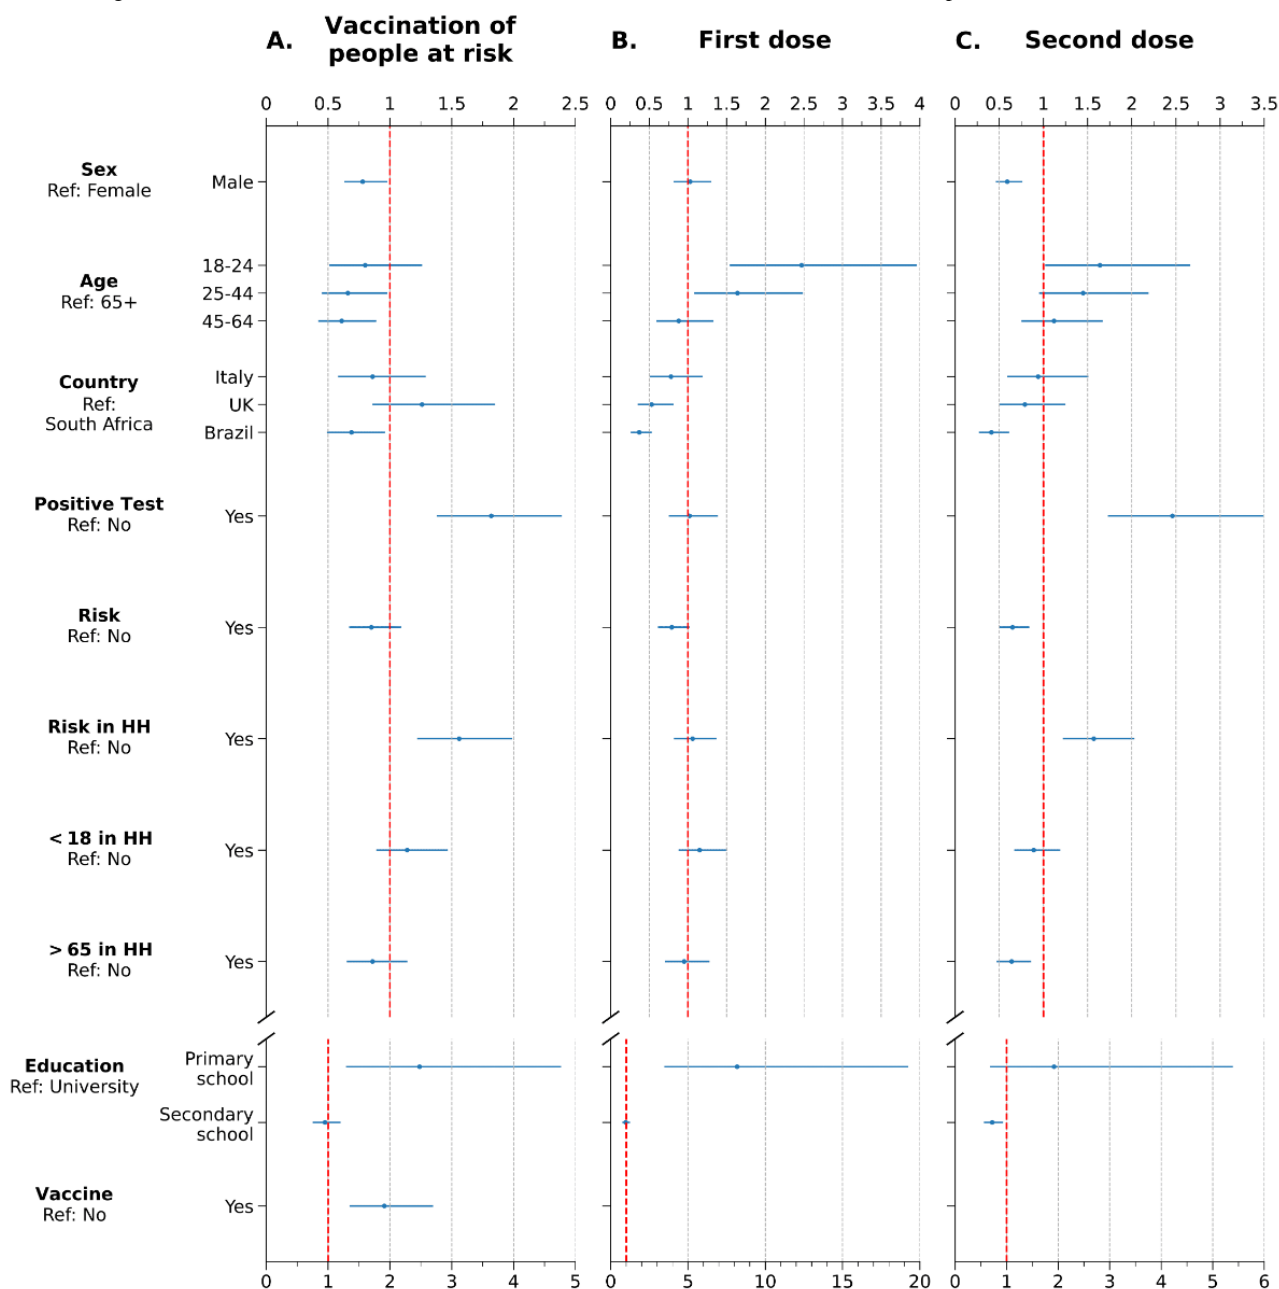 A. Vaccination of
people at risk
B. First dose
C. Second dose
0 0.5 1 1.5 2 2.5
0 0.5 1 1.5 2 2.5 3 3.5 4
0 0.5 1 1.5 2 2.5 3 3.5
Sex
Ref: Female
Male
Age
Ref: 65+
18-24
25-44
45-64
Country
Ref:
South Africa
Italy
UK
Brazil
Positive Test
Ref: No
Yes
Risk
Ref: No
Yes
Risk in HH
Ref: No
Yes
< 18 in HH
Ref: No
Yes
> 65 in HH
Ref: No
Yes
Education
Ref: University
Primary
school
Secondary
school
Vaccine
Ref: No
Yes
0 1 2 3 4 5
0 5 10 15 20
0 1 2 3 4 5 6